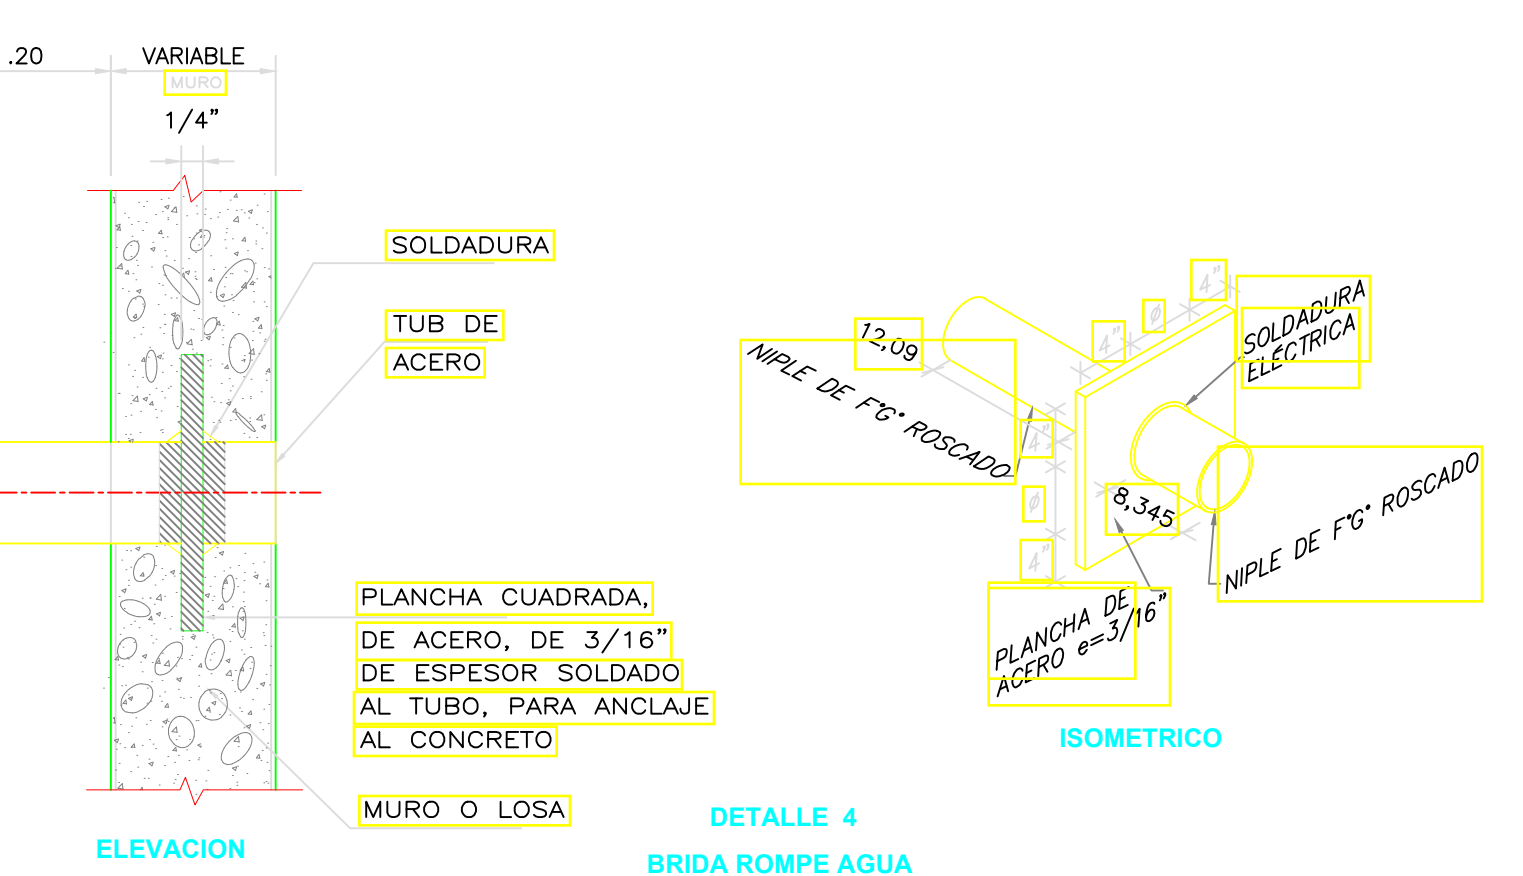 .20
VARIABLE
MURO
1/4”
SOLDADURA
TUB DE
ACERO
PLANCHA CUADRADA,
DE ACERO, DE 3/16”
DE ESPESOR SOLDADO
AL TUBO, PARA ANCLAJE
AL CONCRETO
MURO O LOSA
ELEVACION
4”
ø
4”
12,09
SOLDADURA
ELÉCTRICA
NIPLE DE F°G° ROSCADO
4”
ø
4”
8,345
NIPLE DE F°G° ROSCADO
PLANCHA DE
ACERO e=3/16”
ISOMETRICO
DETALLE 4
BRIDA ROMPE AGUA